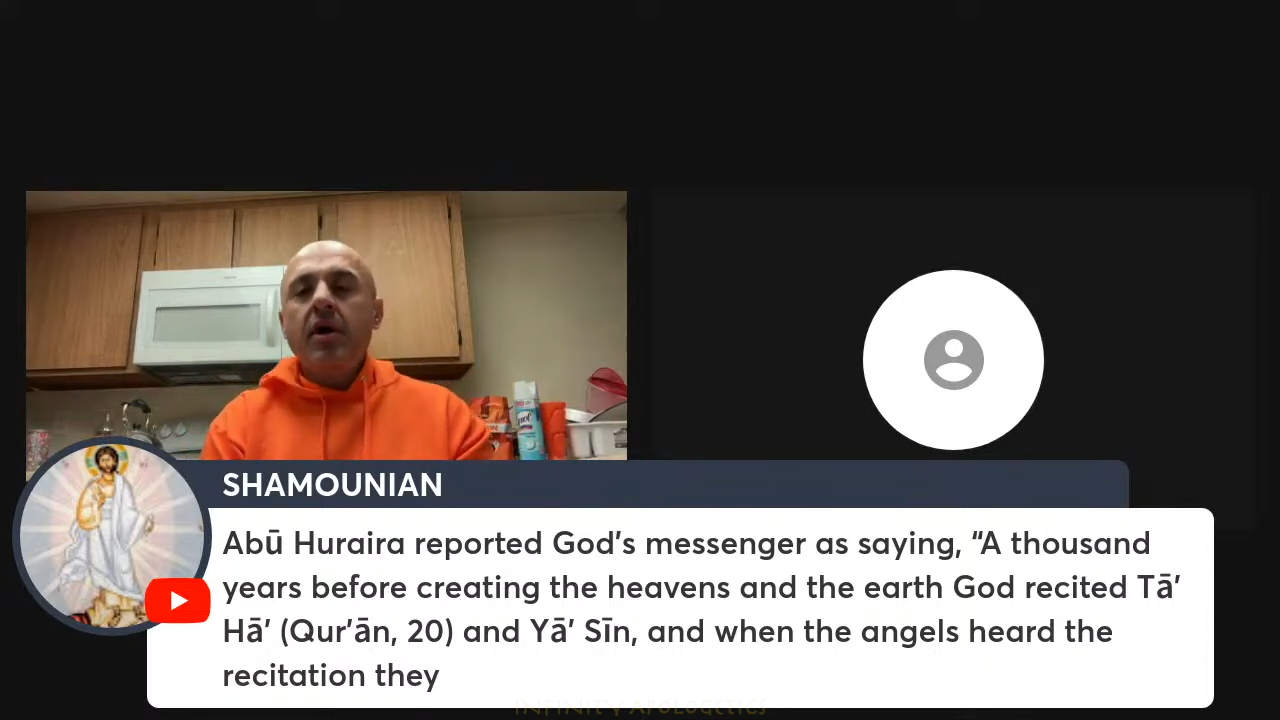 SHAMOUNIAN
Abū Huraira reported God's messenger as saying, “A thousand
years before creating the heavens and the earth God recited Tā'
Hā' (Qur'ān, 20) and Yā' Sīn, and when the angels heard the
recitation they